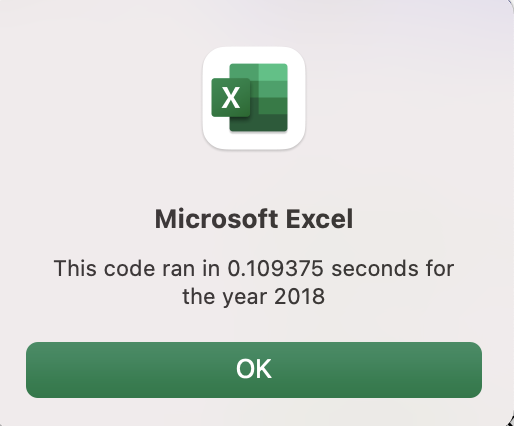 X
Microsoft Excel
This code ran in 0.109375 seconds for
the year 2018
OK